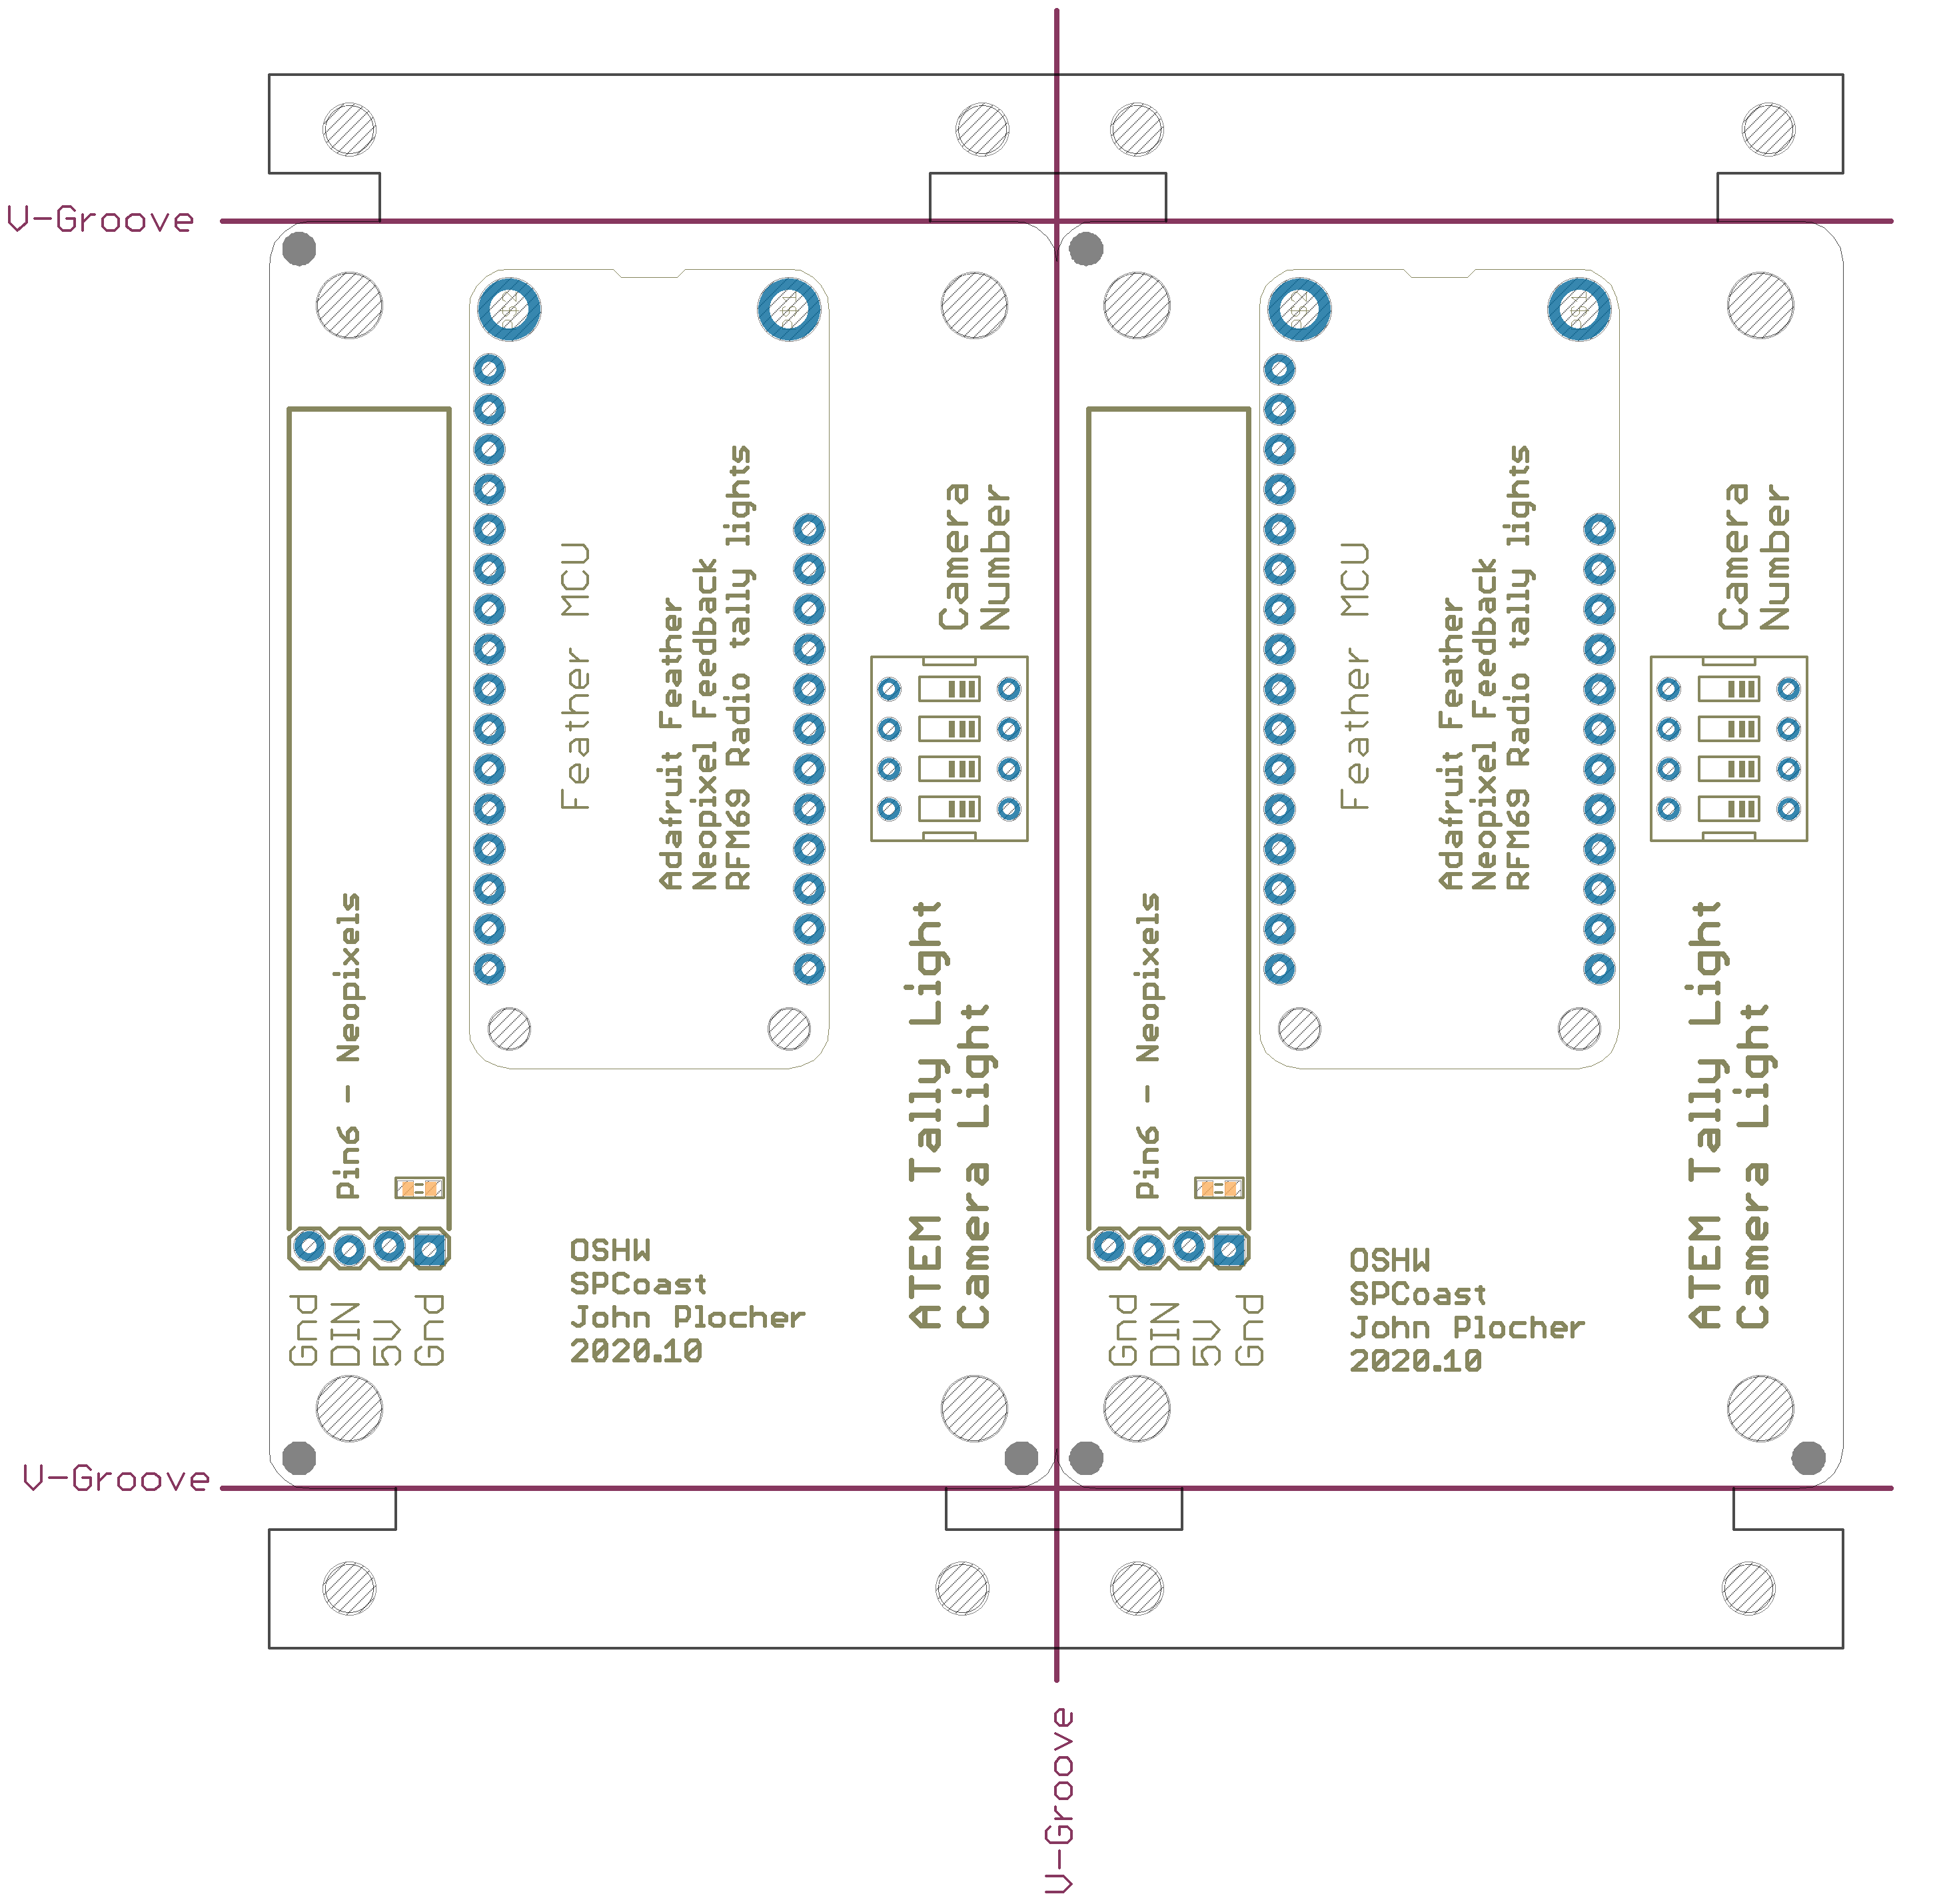 V-Groove
Camera
Number
Feather MCU
Adafruit Feather
Neopixel Feedback
RFM69 Radio tally lights
Pin6 - Neopixels
ATEM Tally Light
Camera Light
Gnd
DIN
5V
Gnd
OSHW
SPCoast
John Plocher
2020.10
Camera
Number
Feather MCU
Adafruit Feather
Neopixel Feedback
RFM69 Radio tally lights
Pin6 - Neopixels
ATEM Tally Light
Camera Light
Gnd
DIN
5V
Gnd
OSHW
SPCoast
John Plocher
2020.10
V-Groove
V-Groove